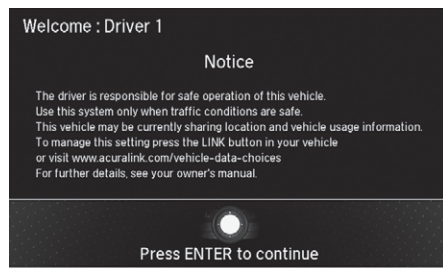 Welcome : Driver 1
Notice
The driver is responsible for safe operation of this vehicle.
Use this system only when traffic conditions are safe.
This vehicle may be currently sharing location and vehicle usage information.
To manage this setting press the LINK button in your vehicle
or visit www.acuralink.com/vehicle-data-choices
For further details, see your owner's manual.
Press ENTER to continue